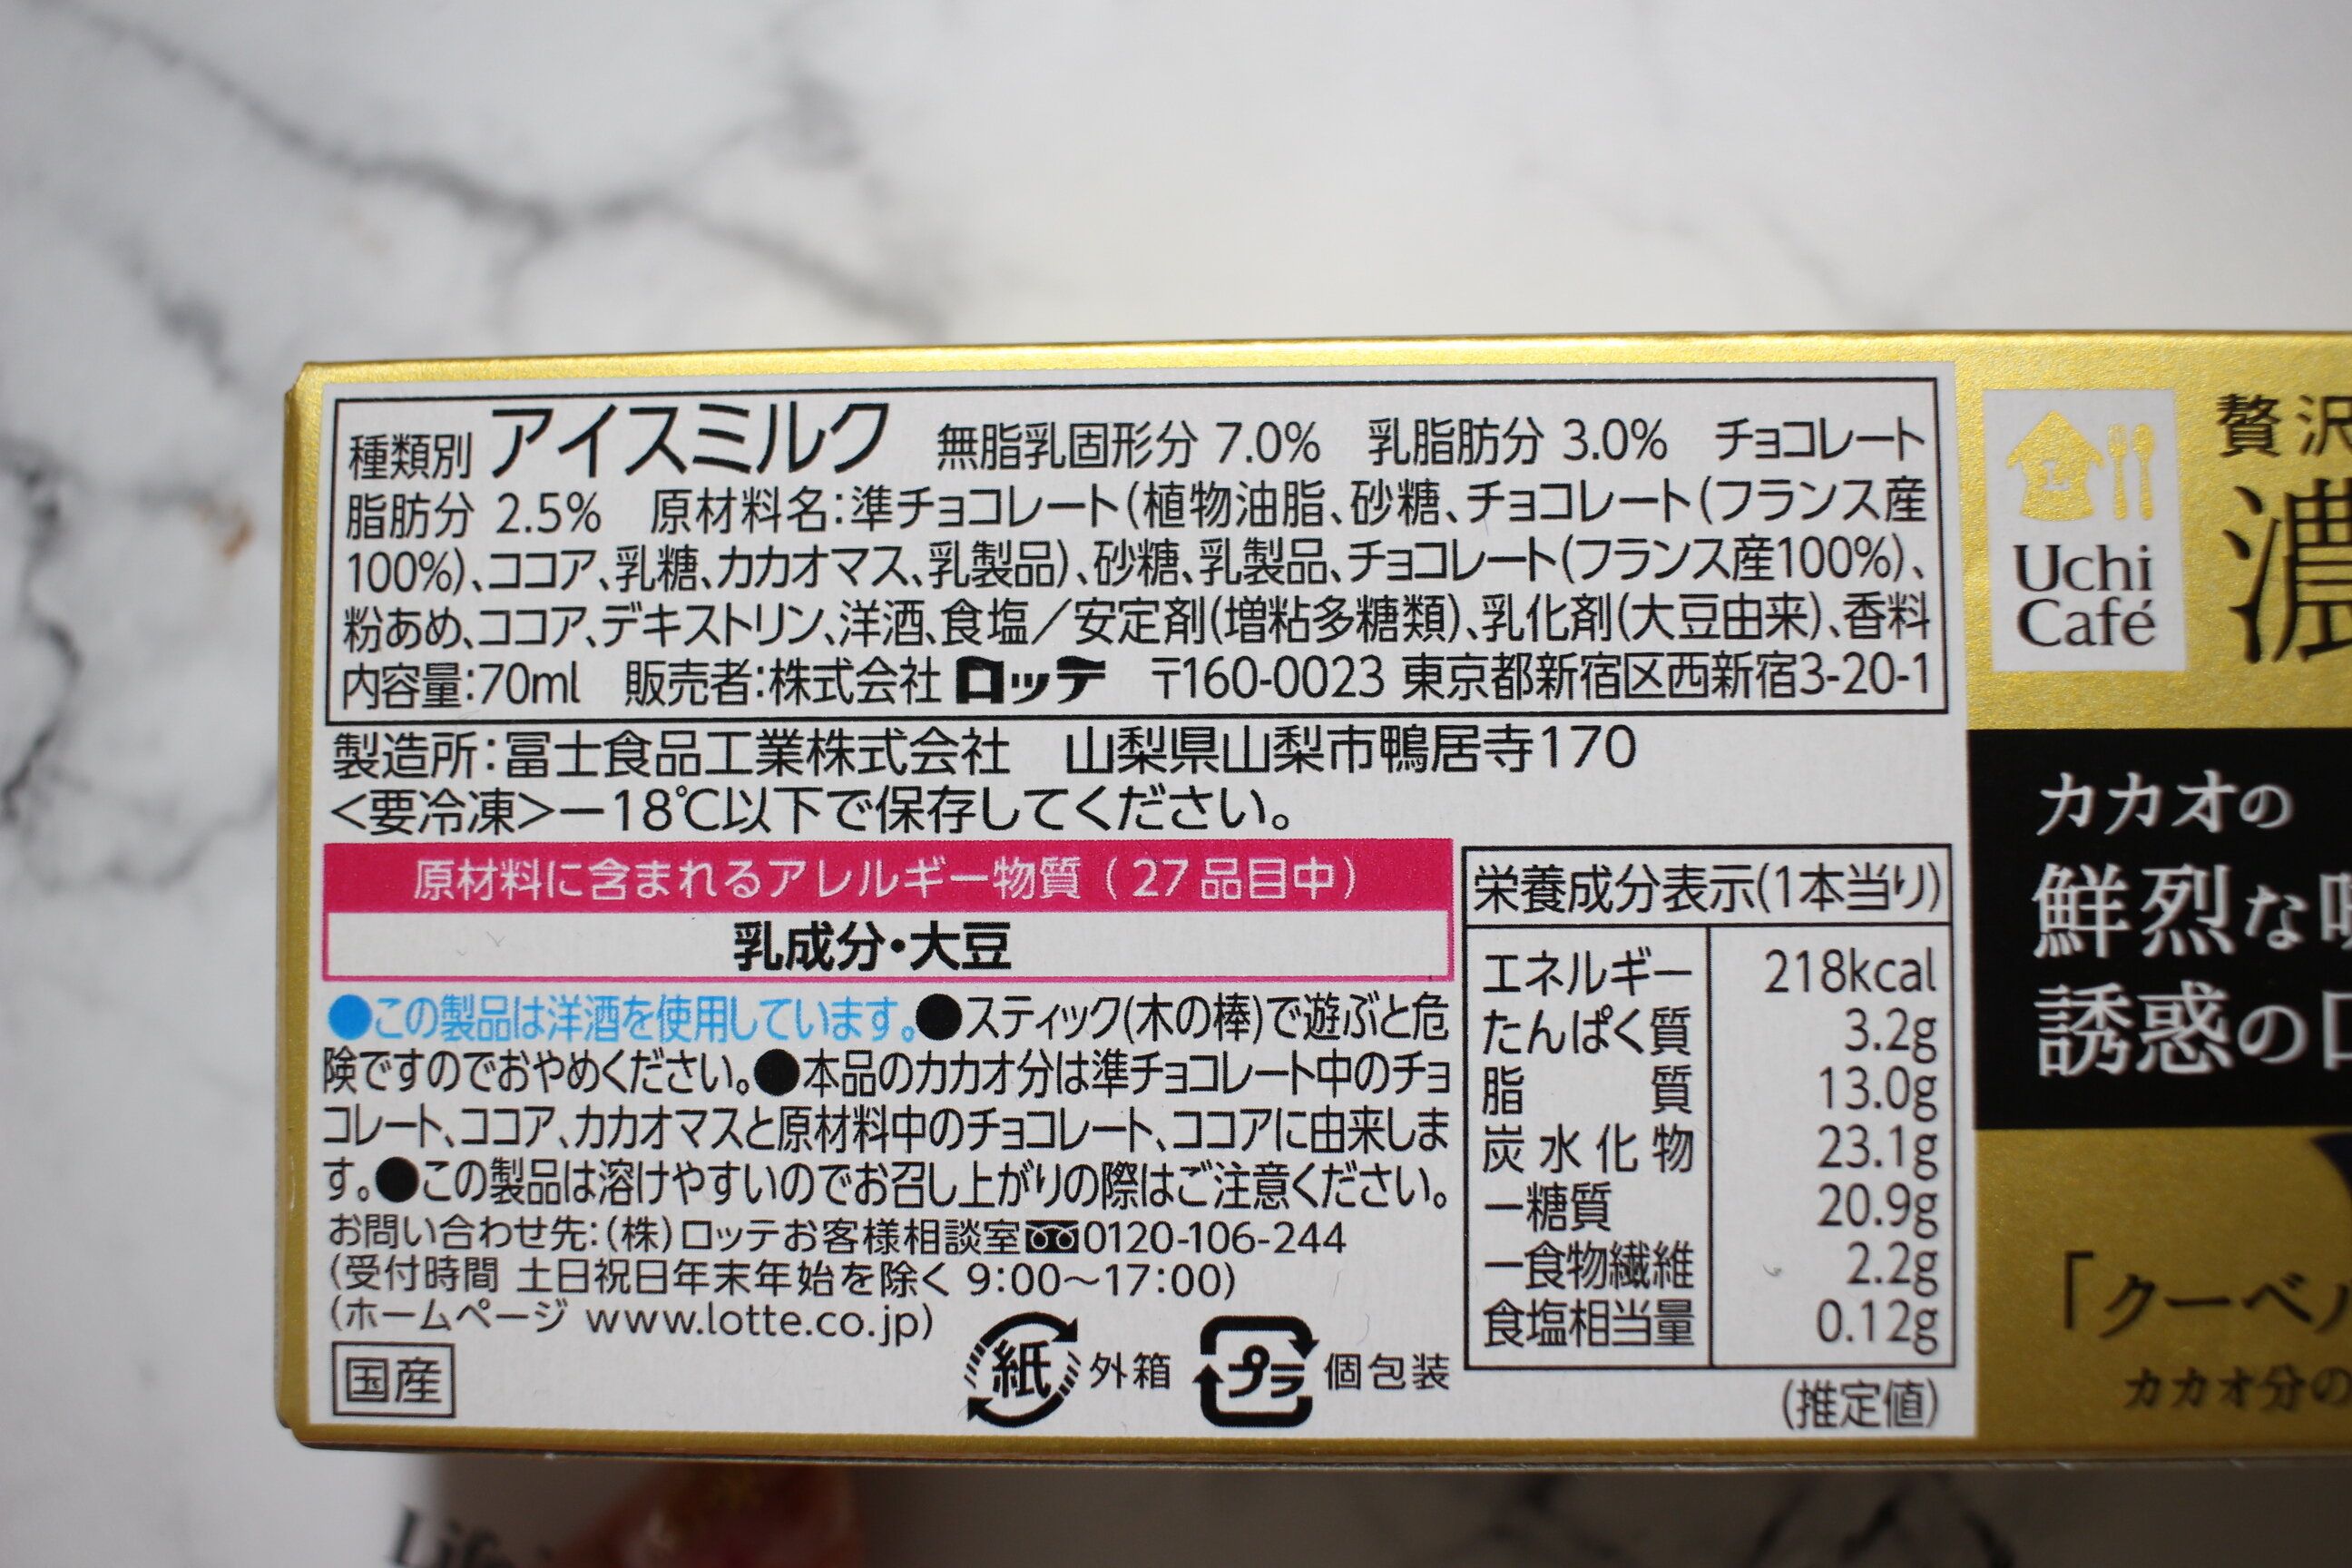 種類別 アイスミルク 無脂乳固形分 7.0% 乳脂肪分 3.0% チョコレート
脂肪分 2.5% 原材料名:準チョコレート(植物油脂、砂糖、チョコレート(フランス産
100%)、ココア、乳糖、カカオマス、乳製品)、砂糖、乳製品、チョコレート(フランス産100%)、
粉あめ、ココア、デキストリン、洋酒、食塩/安定剤(増粘多糖類)、乳化剤(大豆由来)、香料
内容量:70ml 販売者:株式会社 ロッテ 〒160-0023 東京都新宿区西新宿3-20-1
製造所:冨士食品工業株式会社 山梨県山梨市鴨居寺170
<要冷凍>−18℃以下で保存してください。
原材料に含まれるアレルギー物質(27品目中)
乳成分・大豆
●この製品は洋酒を使用しています。●スティック(木の棒)で遊ぶと危
険ですのでおやめください。●本品のカカオ分は準チョコレート中のチョ
コレート、ココア、カカオマスと原材料中のチョコレート、ココアに由来しま
す。●この製品は溶けやすいのでお召し上がりの際はご注意ください。
お問い合わせ先:(株)ロッテお客様相談室 0120-106-244
(受付時間 土日祝日年末年始を除く 9:00〜17:00)
(ホームページ www.lotte.co.jp)
国産
紙 外箱 プラ 個包装
栄養成分表示(1本当り)
エネルギー 218kcal
たんぱく質 3.2g
脂質 13.0g
炭水化物 23.1g
−糖質 20.9g
−食物繊維 2.2g
食塩相当量 0.12g
(推定値)
Uchi
Café
贅沢
濃
カカオの
鮮烈な
誘惑の
「クーベル
カカオ分の
Life